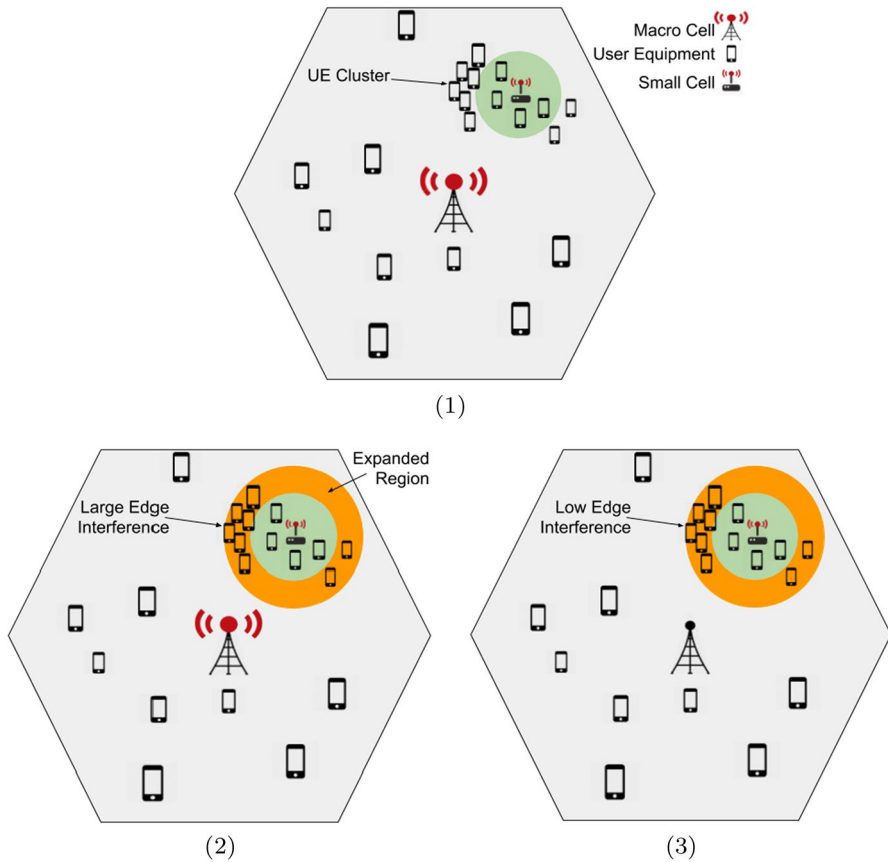 Macro Cell
User Equipment
Small Cell
UE Cluster
(1)
Expanded
Region
Large Edge
Interference
(2)
Low Edge
Interference
(3)